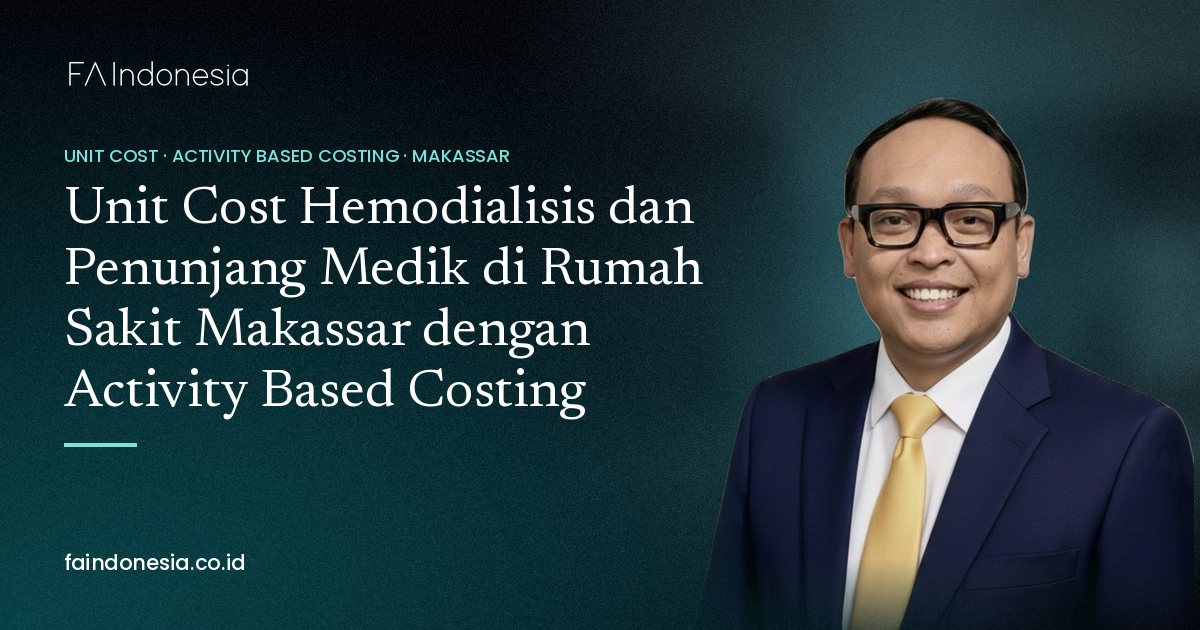 FA Indonesia
UNIT COST · ACTIVITY BASED COSTING · MAKASSAR
Unit Cost Hemodialisis dan
Penunjang Medik di Rumah
Sakit Makassar dengan
Activity Based Costing
faindonesia.co.id